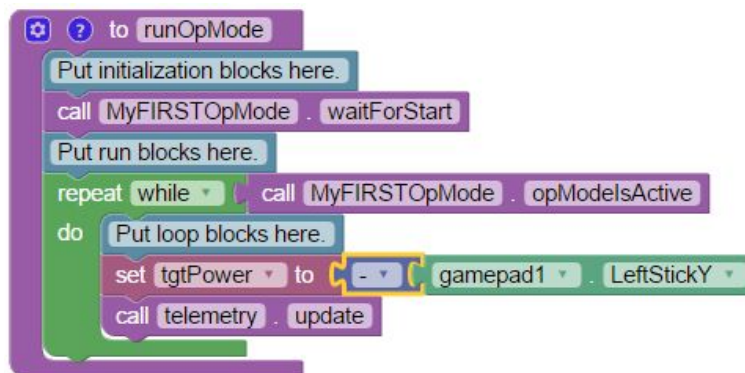 ? to runOpMode
Put initialization blocks here.
call MyFIRSTOpMode . waitForStart
Put run blocks here.
repeat while call MyFIRSTOpMode . opModeIsActive
do Put loop blocks here.
set tgtPower to - gamepad1 . LeftStickY
call telemetry . update